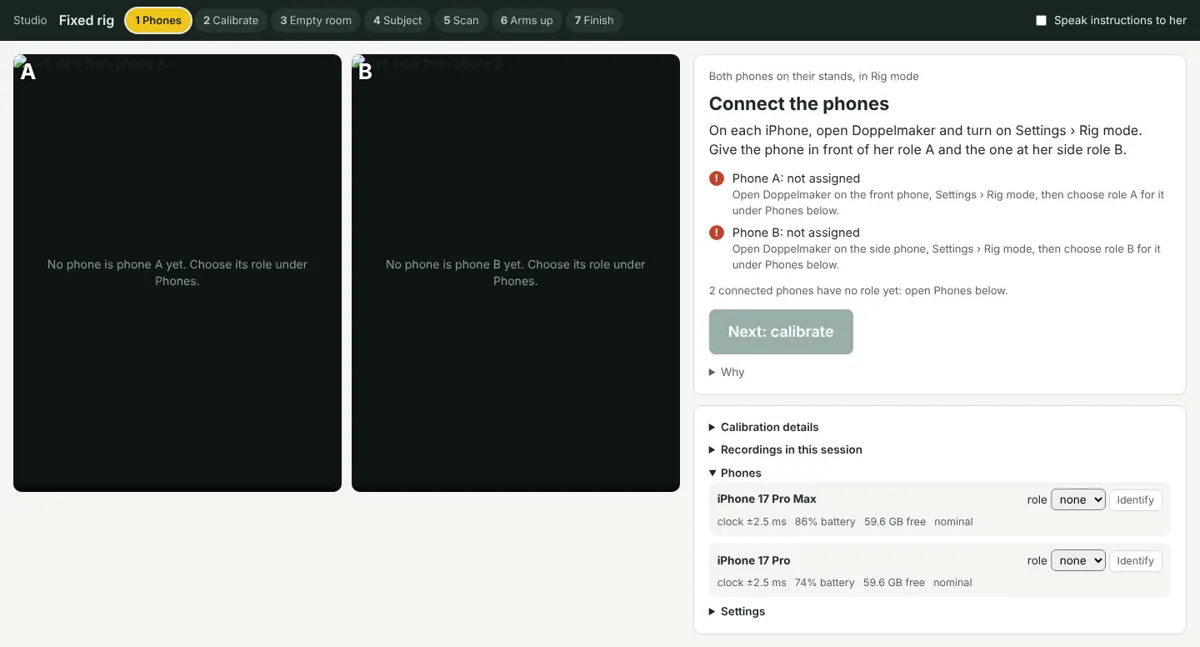 Studio Fixed rig 1 Phones 2 Calibrate 3 Empty room 4 Subject 5 Scan 6 Arms up 7 Finish Speak instructions to her
A
view from phone A
No phone is phone A yet. Choose its role under
Phones.
B
view from phone B
No phone is phone B yet. Choose its role under
Phones.
Both phones on their stands, in Rig mode
Connect the phones
On each iPhone, open Doppelmaker and turn on Settings › Rig mode.
Give the phone in front of her role A and the one at her side role B.
! Phone A: not assigned
Open Doppelmaker on the front phone, Settings › Rig mode, then choose role A for it
under Phones below.
! Phone B: not assigned
Open Doppelmaker on the side phone, Settings › Rig mode, then choose role B for it
under Phones below.
2 connected phones have no role yet: open Phones below.
Next: calibrate
Why
Calibration details
Recordings in this session
Phones
iPhone 17 Pro Max role none Identify
clock ±2.5 ms 86% battery 59.6 GB free nominal
iPhone 17 Pro role none Identify
clock ±2.5 ms 74% battery 59.6 GB free nominal
Settings